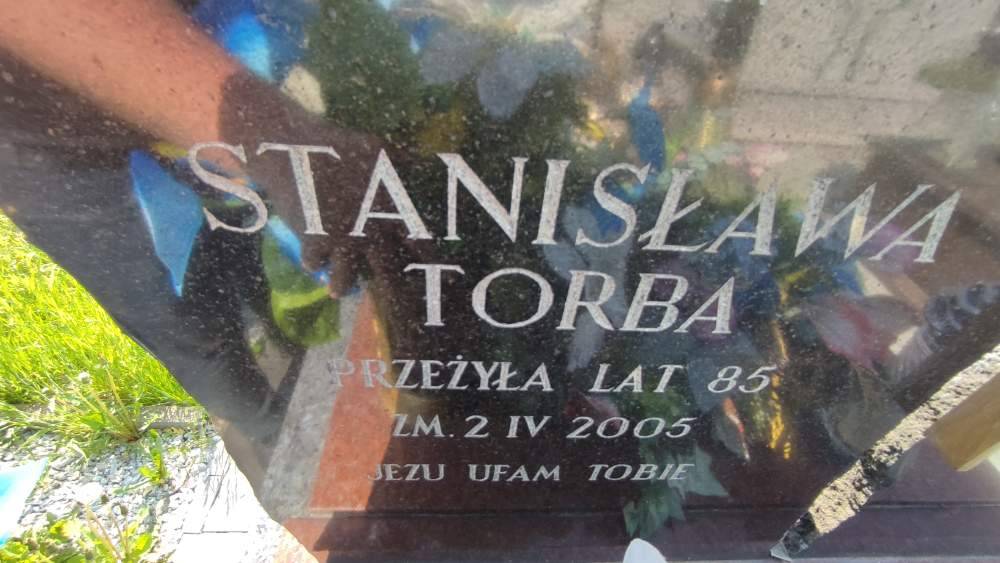 STANISŁAWA
TORBA
PRZEŻYŁA LAT 85
ZM. 2 IV 2005
JEZU UFAM TOBIE